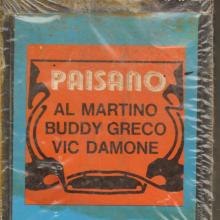 PAISANO
AL MARTINO
BUDDY GRECO
VIC DAMONE